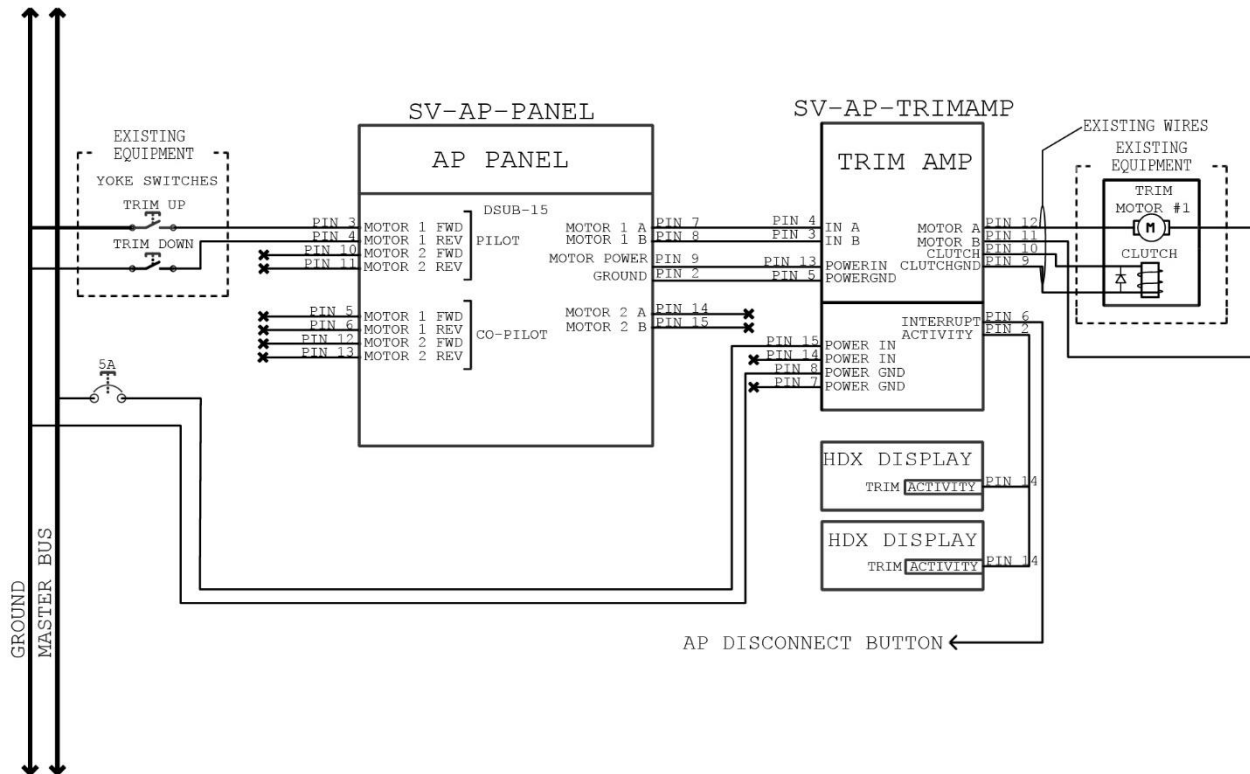 SV-AP-PANEL
SV-AP-TRIMAMP
EXISTING WIRES
EXISTING
EQUIPMENT
YOKE SWITCHES
TRIM UP
TRIM DOWN
5A
GROUND
MASTER BUS
AP PANEL
DSUB-15
PIN 3 MOTOR 1 FWD
PIN 4 MOTOR 1 REV
PILOT
PIN 10 MOTOR 2 FWD
PIN 11 MOTOR 2 REV
PIN 5 MOTOR 1 FWD
PIN 6 MOTOR 1 REV
CO-PILOT
PIN 12 MOTOR 2 FWD
PIN 13 MOTOR 2 REV
MOTOR 1 A PIN 7
MOTOR 1 B PIN 8
MOTOR POWER PIN 9
GROUND PIN 2
MOTOR 2 A PIN 14
MOTOR 2 B PIN 15
TRIM AMP
PIN 4 IN A
PIN 3 IN B
PIN 13 POWERIN
PIN 5 POWERGND
MOTOR A PIN 12
MOTOR B PIN 11
CLUTCH PIN 10
CLUTCHGND PIN 9
INTERRUPT PIN 6
ACTIVITY PIN 2
PIN 15 POWER IN
PIN 14 POWER IN
PIN 8 POWER GND
PIN 7 POWER GND
EXISTING
EQUIPMENT
TRIM
MOTOR #1
M
CLUTCH
HDX DISPLAY
TRIM ACTIVITY PIN 14
HDX DISPLAY
TRIM ACTIVITY PIN 14
AP DISCONNECT BUTTON